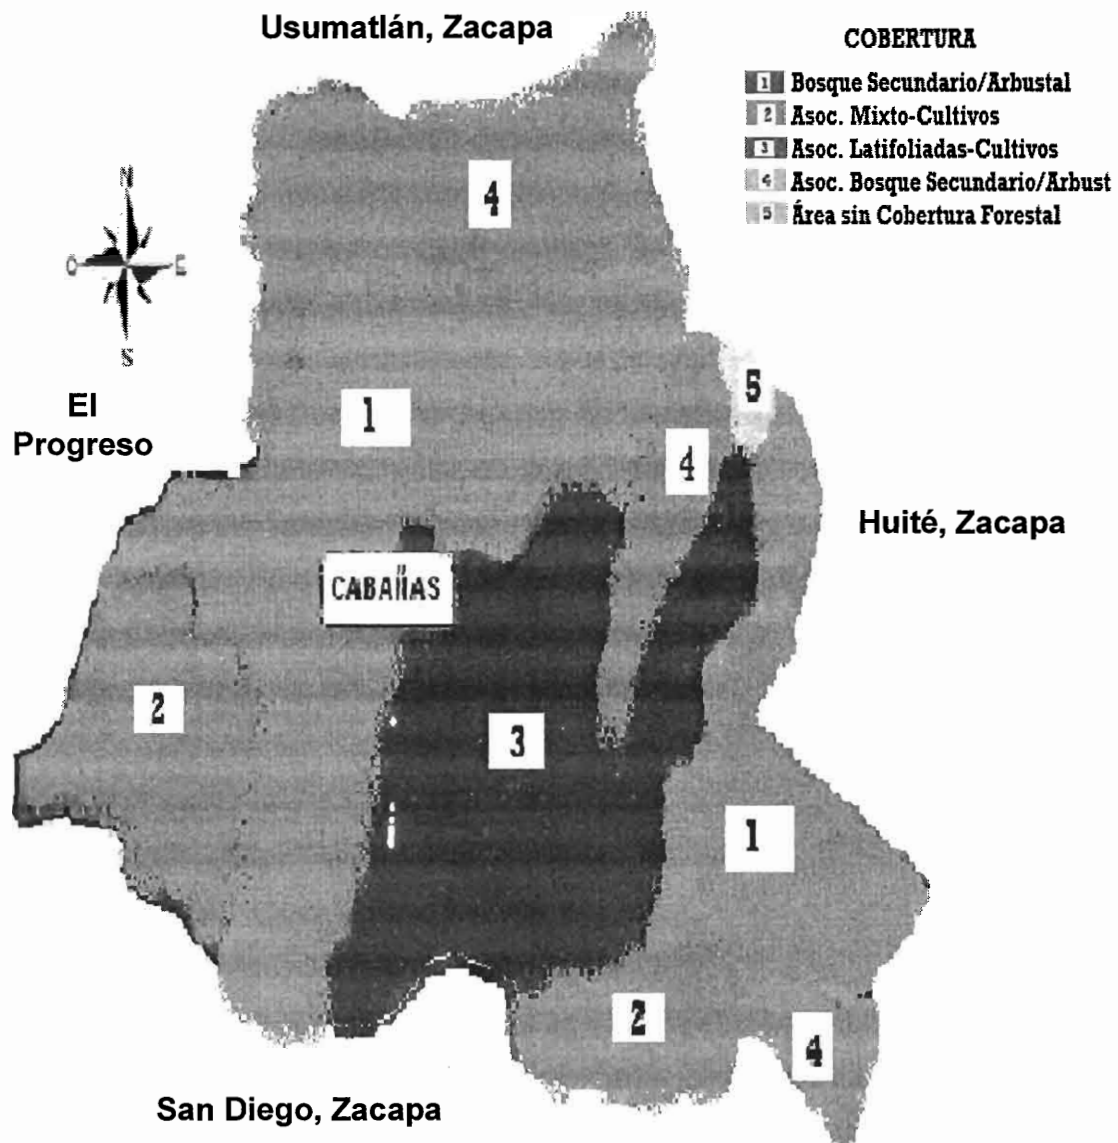 Usumatlán, Zacapa
COBERTURA
1 Bosque Secundario/Arbustal
2 Asoc. Mixto-Cultivos
3 Asoc. Latifoliadas-Cultivos
4 Asoc. Bosque Secundario/Arbust
5 Área sin Cobertura Forestal
N
O E
S
4
5
El
Progreso
1
4
Huité, Zacapa
CABAÑAS
2
3
1
2
4
San Diego, Zacapa